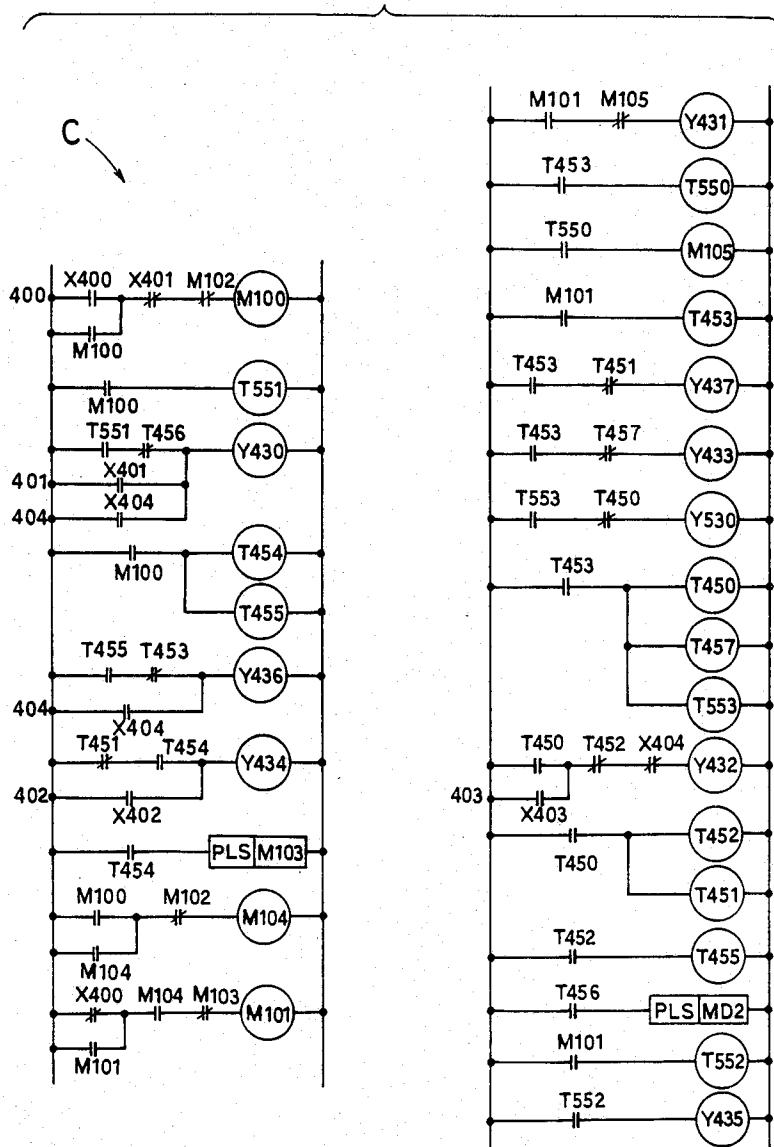 C
X400 X401 M102
400 M100
M100
M100 T551
T551 T456 Y430
401 X401
404 X404
M100 T454
T455
T455 T453 Y436
404 X404
T451 T454 Y434
402 X402
T454 PLS M103
M100 M102 M104
M104
X400 M104 M103 M101
M101
M101 M105 Y431
T453 T550
T550 M105
M101 T453
T453 T451 Y437
T453 T457 Y433
T553 T450 Y530
T453 T450
T457
T553
T450 T452 X404 Y432
403 X403
T450 T452
T451
T452 T455
T456 PLS MD2
M101 T552
T552 Y435